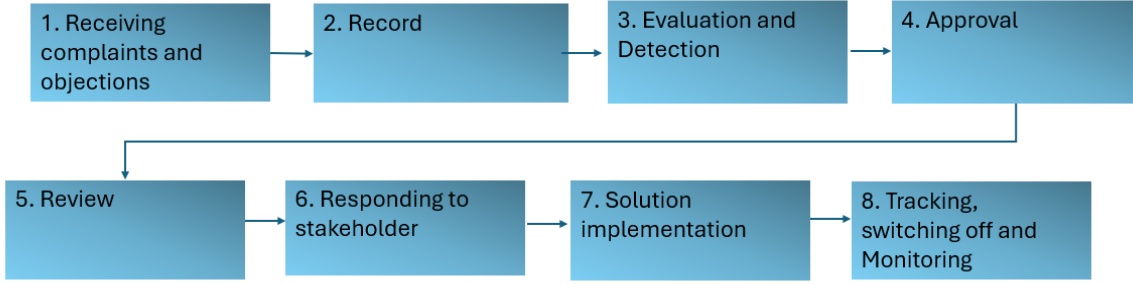 1. Receiving
complaints and
objections
2. Record
3. Evaluation and
Detection
4. Approval
5. Review
6. Responding to
stakeholder
7. Solution
implementation
8. Tracking,
switching off and
Monitoring